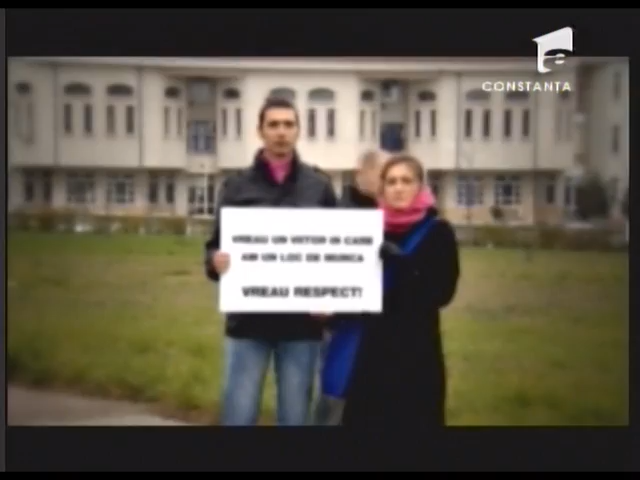 CONSTANTA
VREAU UN VIITOR IN CARE
AM UN LOC DE MUNCA
VREAU RESPECT!